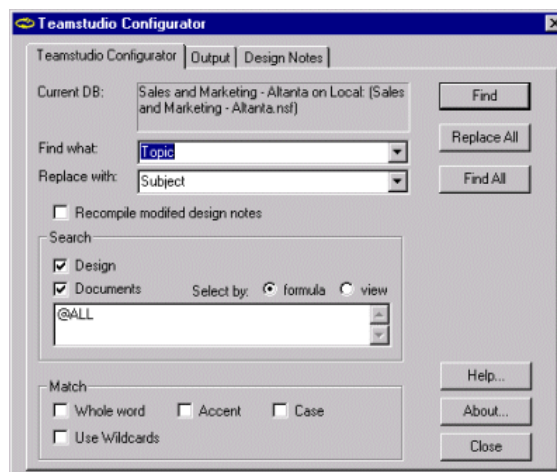 Teamstudio Configurator
Teamstudio Configurator Output Design Notes
Current DB: Sales and Marketing - Altanta on Local: (Sales
and Marketing - Altanta.nsf)
Find
Find what: Topic
Replace All
Replace with: Subject
Find All
Recompile modifed design notes
Search
Design
Documents Select by: formula view
@ALL
Match
Whole word Accent Case
Use Wildcards
Help...
About...
Close